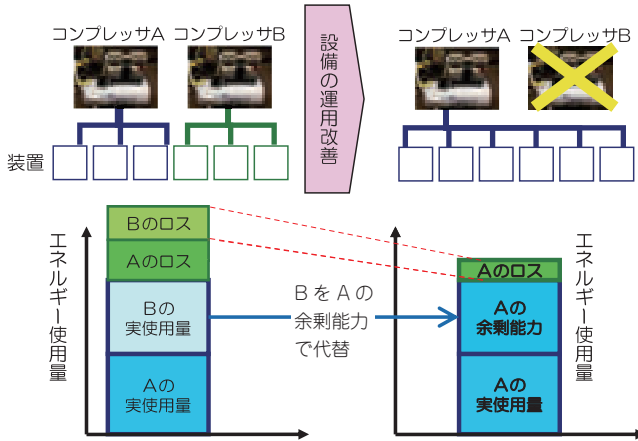 コンプレッサA
コンプレッサB
設備の運用改善
コンプレッサA
コンプレッサB
装置
エネルギー使用量
Bのロス
Aのロス
Bの
実使用量
Aの
実使用量
BをAの
余剰能力
で代替
Aのロス
Aの
余剰能力
Aの
実使用量
エネルギー使用量